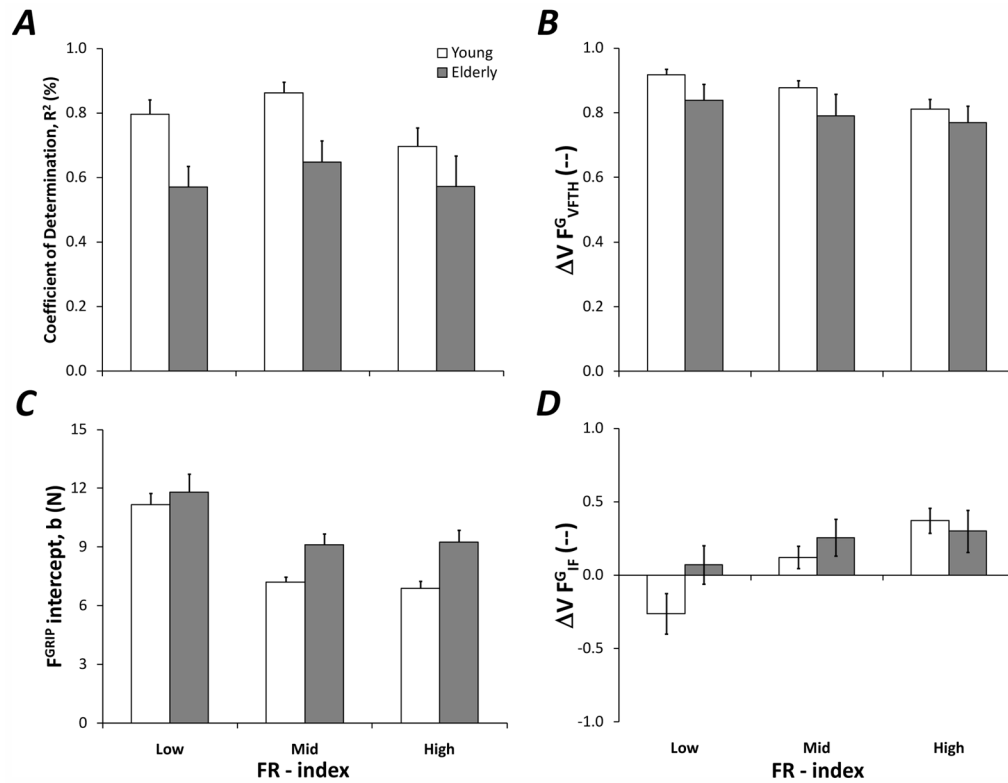 A
Coefficient of Determination, R² (%)
1.0
0.8
0.6
0.4
0.2
0.0
Young
Elderly
B
ΔV Fᴳ_VFTH (--)
1.0
0.8
0.6
0.4
0.2
0.0
C
Fᴳᴿᴵᴾ intercept, b (N)
15
12
9
6
3
0
Low
Mid
High
FR - index
D
ΔV Fᴳ_IF (--)
1.0
0.5
0.0
-0.5
-1.0
Low
Mid
High
FR - index